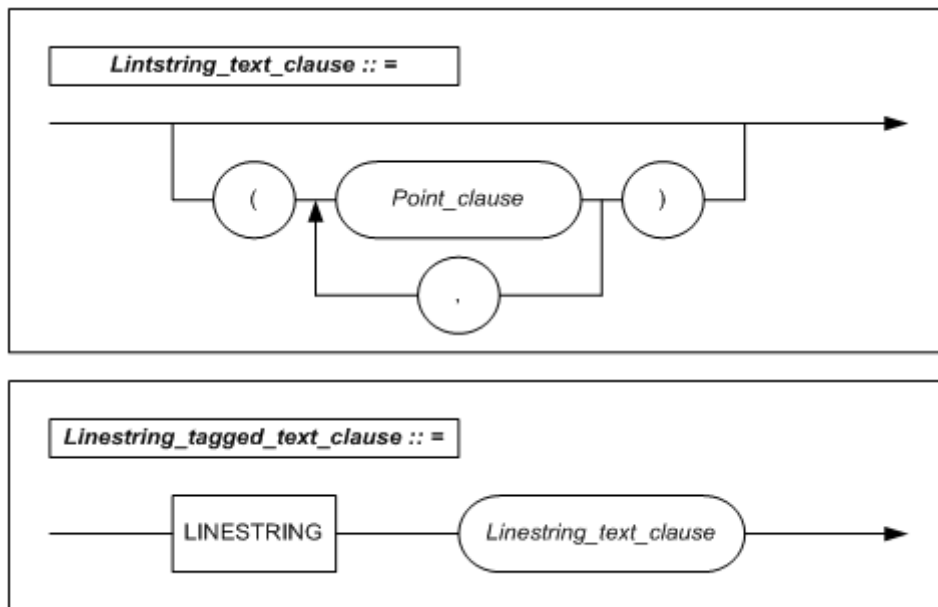 Lintstring_text_clause :: =
( Point_clause )
,
Linestring_tagged_text_clause :: =
LINESTRING Linestring_text_clause